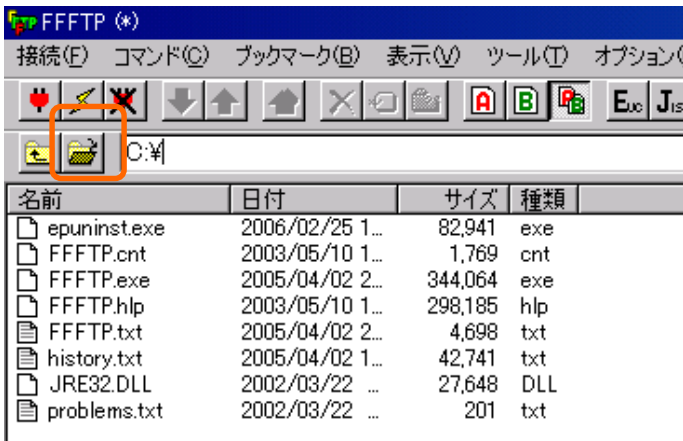 FFFTP (*)
接続(F) コマンド(C) ブックマーク(B) 表示(V) ツール(T) オプション(
A B B Euc Jis
C:¥
名前 日付 サイズ 種類
epuninst.exe 2006/02/25 1... 82,941 exe
FFFTP.cnt 2003/05/10 1... 1,769 cnt
FFFTP.exe 2005/04/02 2... 344,064 exe
FFFTP.hlp 2003/05/10 1... 298,185 hlp
FFFTP.txt 2005/04/02 2... 4,698 txt
history.txt 2005/04/02 1... 42,741 txt
JRE32.DLL 2002/03/22 ... 27,648 DLL
problems.txt 2002/03/22 ... 201 txt